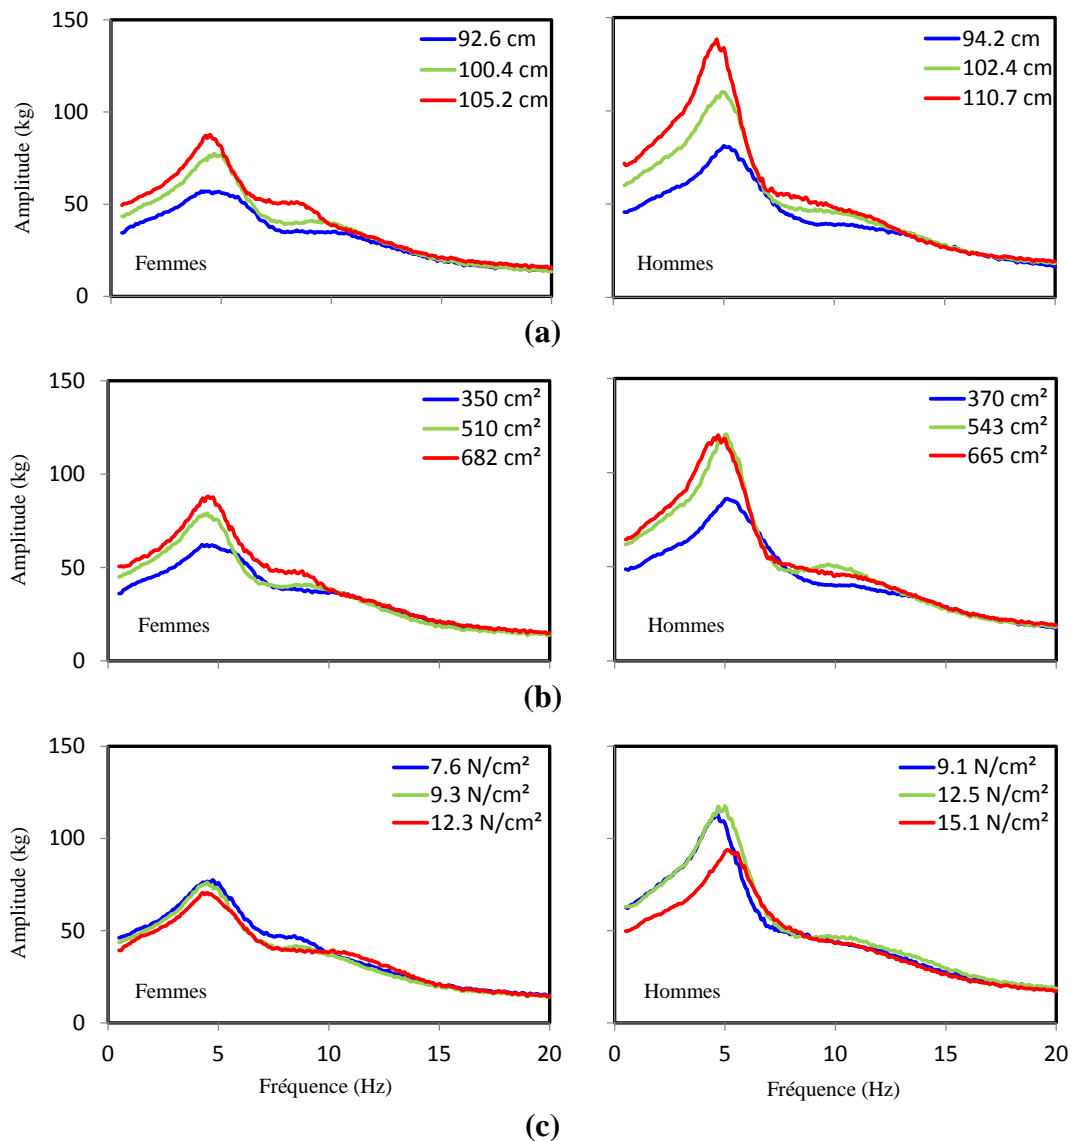 150
100
50
0
Amplitude (kg)
92.6 cm
100.4 cm
105.2 cm
Femmes
94.2 cm
102.4 cm
110.7 cm
Hommes
(a)
150
100
50
0
Amplitude (kg)
350 cm²
510 cm²
682 cm²
Femmes
370 cm²
543 cm²
665 cm²
Hommes
(b)
150
100
50
0
Amplitude (kg)
7.6 N/cm²
9.3 N/cm²
12.3 N/cm²
Femmes
9.1 N/cm²
12.5 N/cm²
15.1 N/cm²
Hommes
0 5 10 15 20
0 5 10 15 20
Fréquence (Hz)
Fréquence (Hz)
(c)